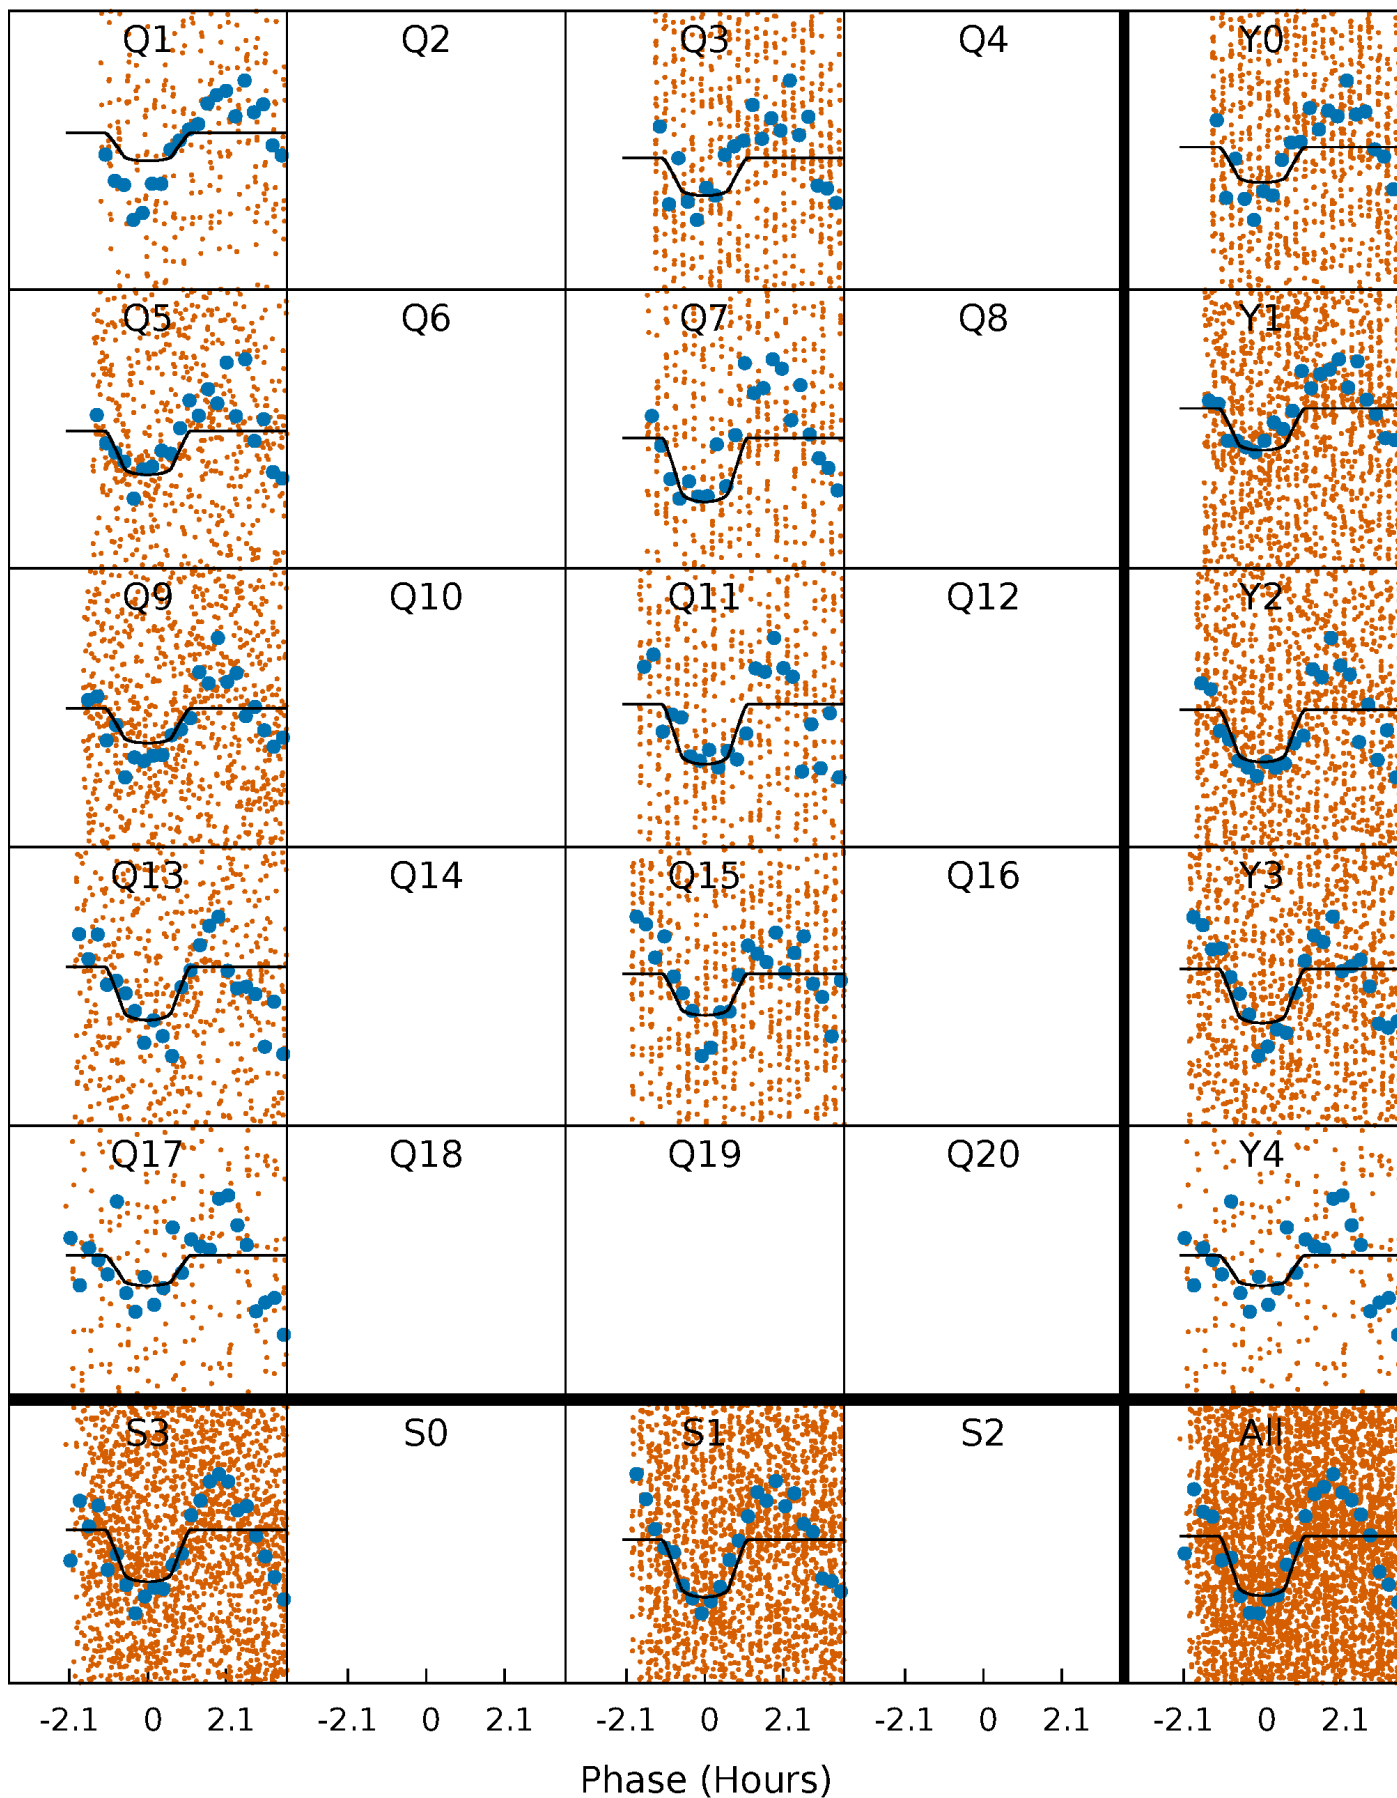 Q1 Q2 Q3 Q4 Y0
Q5 Q6 Q7 Q8 Y1
Q9 Q10 Q11 Q12 Y2
Q13 Q14 Q15 Q16 Y3
Q17 Q18 Q19 Q20 Y4
S3 S0 S1 S2 All
-2.1 0 2.1 -2.1 0 2.1 -2.1 0 2.1 -2.1 0 2.1 -2.1 0 2.1
Phase (Hours)